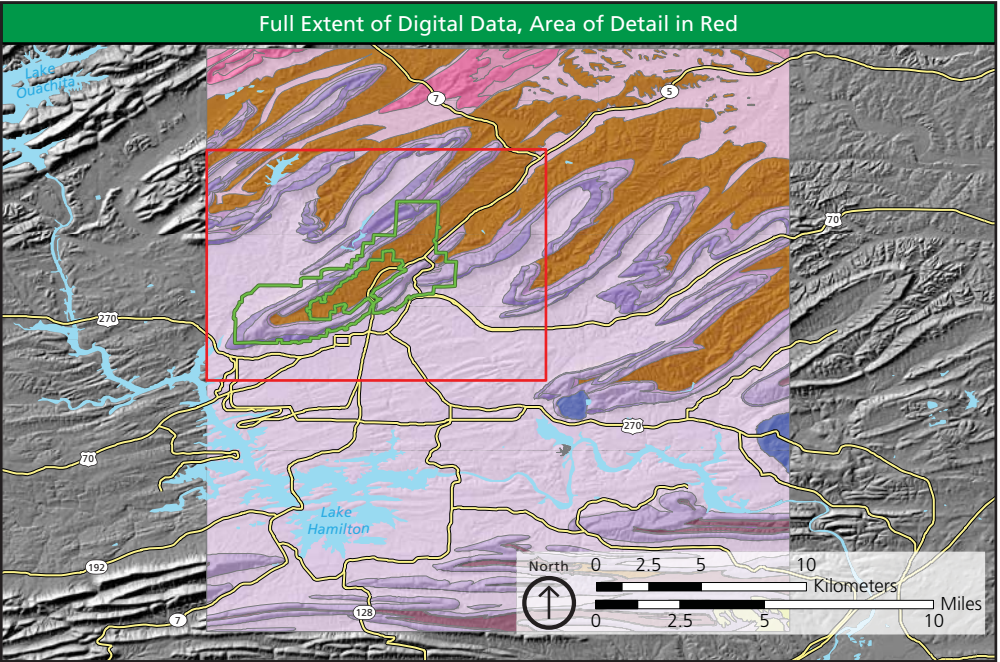 Full Extent of Digital Data, Area of Detail in Red
Lake
Ouachita
7
5
70
270
270
70
Lake
Hamilton
192
7
128
North
0 2.5 5 10
Kilometers
Miles
0 2.5 5 10